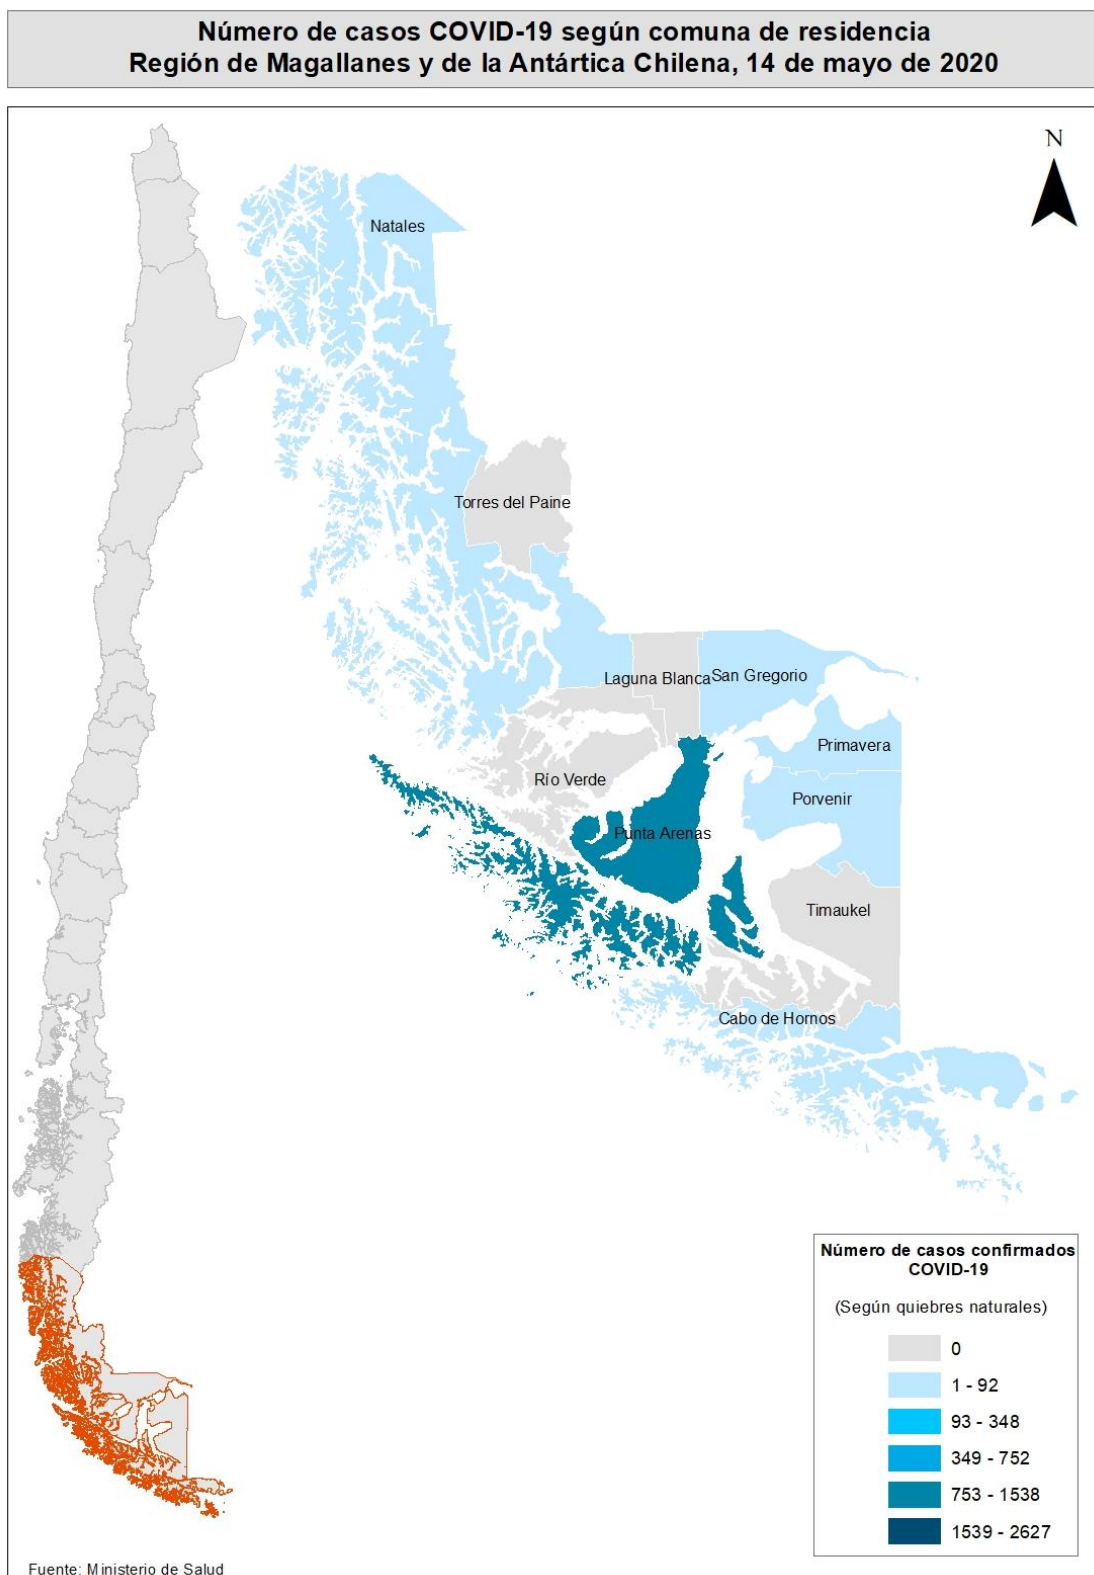 Número de casos COVID-19 según comuna de residencia
Región de Magallanes y de la Antártica Chilena, 14 de mayo de 2020
N
Natales
Torres del Paine
Laguna Blanca
San Gregorio
Primavera
Río Verde
Porvenir
Punta Arenas
Timaukel
Cabo de Hornos
Número de casos confirmados
COVID-19
(Según quiebres naturales)
0
1 - 92
93 - 348
349 - 752
753 - 1538
1539 - 2627
Fuente: Ministerio de Salud